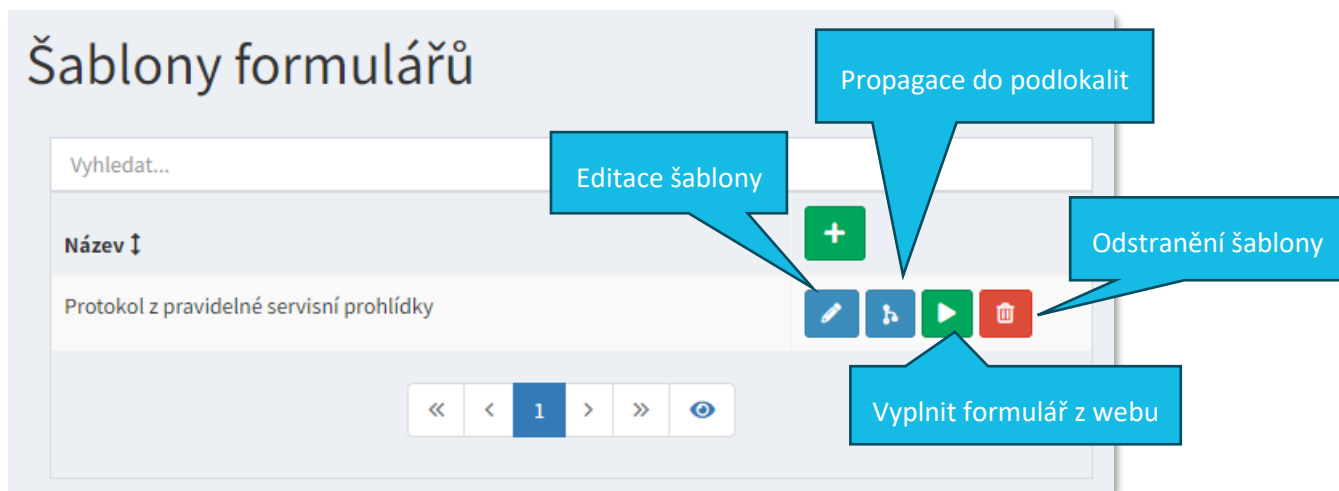 Šablony formulářů
Propagace do podlokalit
Vyhledat...
Editace šablony
Název
Odstranění šablony
Protokol z pravidelné servisní prohlídky
« < 1 > »
Vyplnit formulář z webu